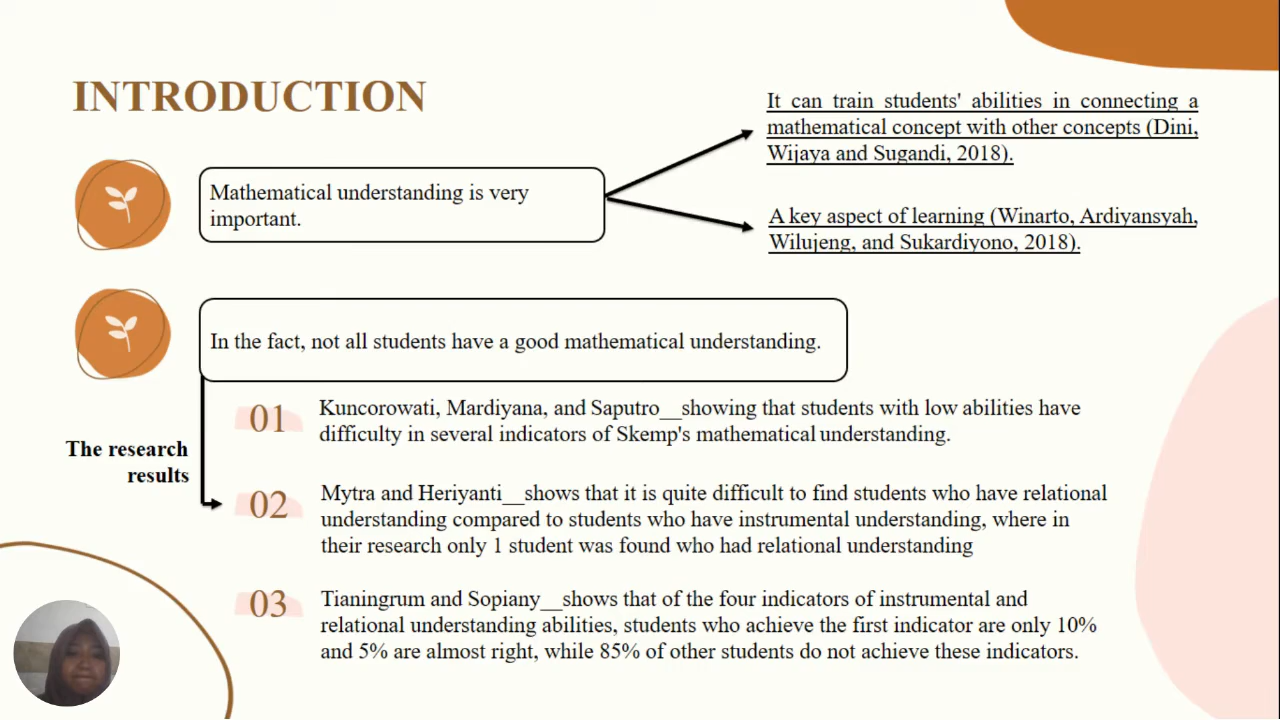 INTRODUCTION
Mathematical understanding is very
important.
It can train students' abilities in connecting a
mathematical concept with other concepts (Dini,
Wijaya and Sugandi, 2018).
A key aspect of learning (Winarto, Ardiyansyah,
Wilujeng, and Sukardiyono, 2018).
In the fact, not all students have a good mathematical understanding.
The research
results
01
Kuncorowati, Mardiyana, and Saputro__showing that students with low abilities have
difficulty in several indicators of Skemp's mathematical understanding.
02
Mytra and Heriyanti__shows that it is quite difficult to find students who have relational
understanding compared to students who have instrumental understanding, where in
their research only 1 student was found who had relational understanding
03
Tianingrum and Sopiany__shows that of the four indicators of instrumental and
relational understanding abilities, students who achieve the first indicator are only 10%
and 5% are almost right, while 85% of other students do not achieve these indicators.